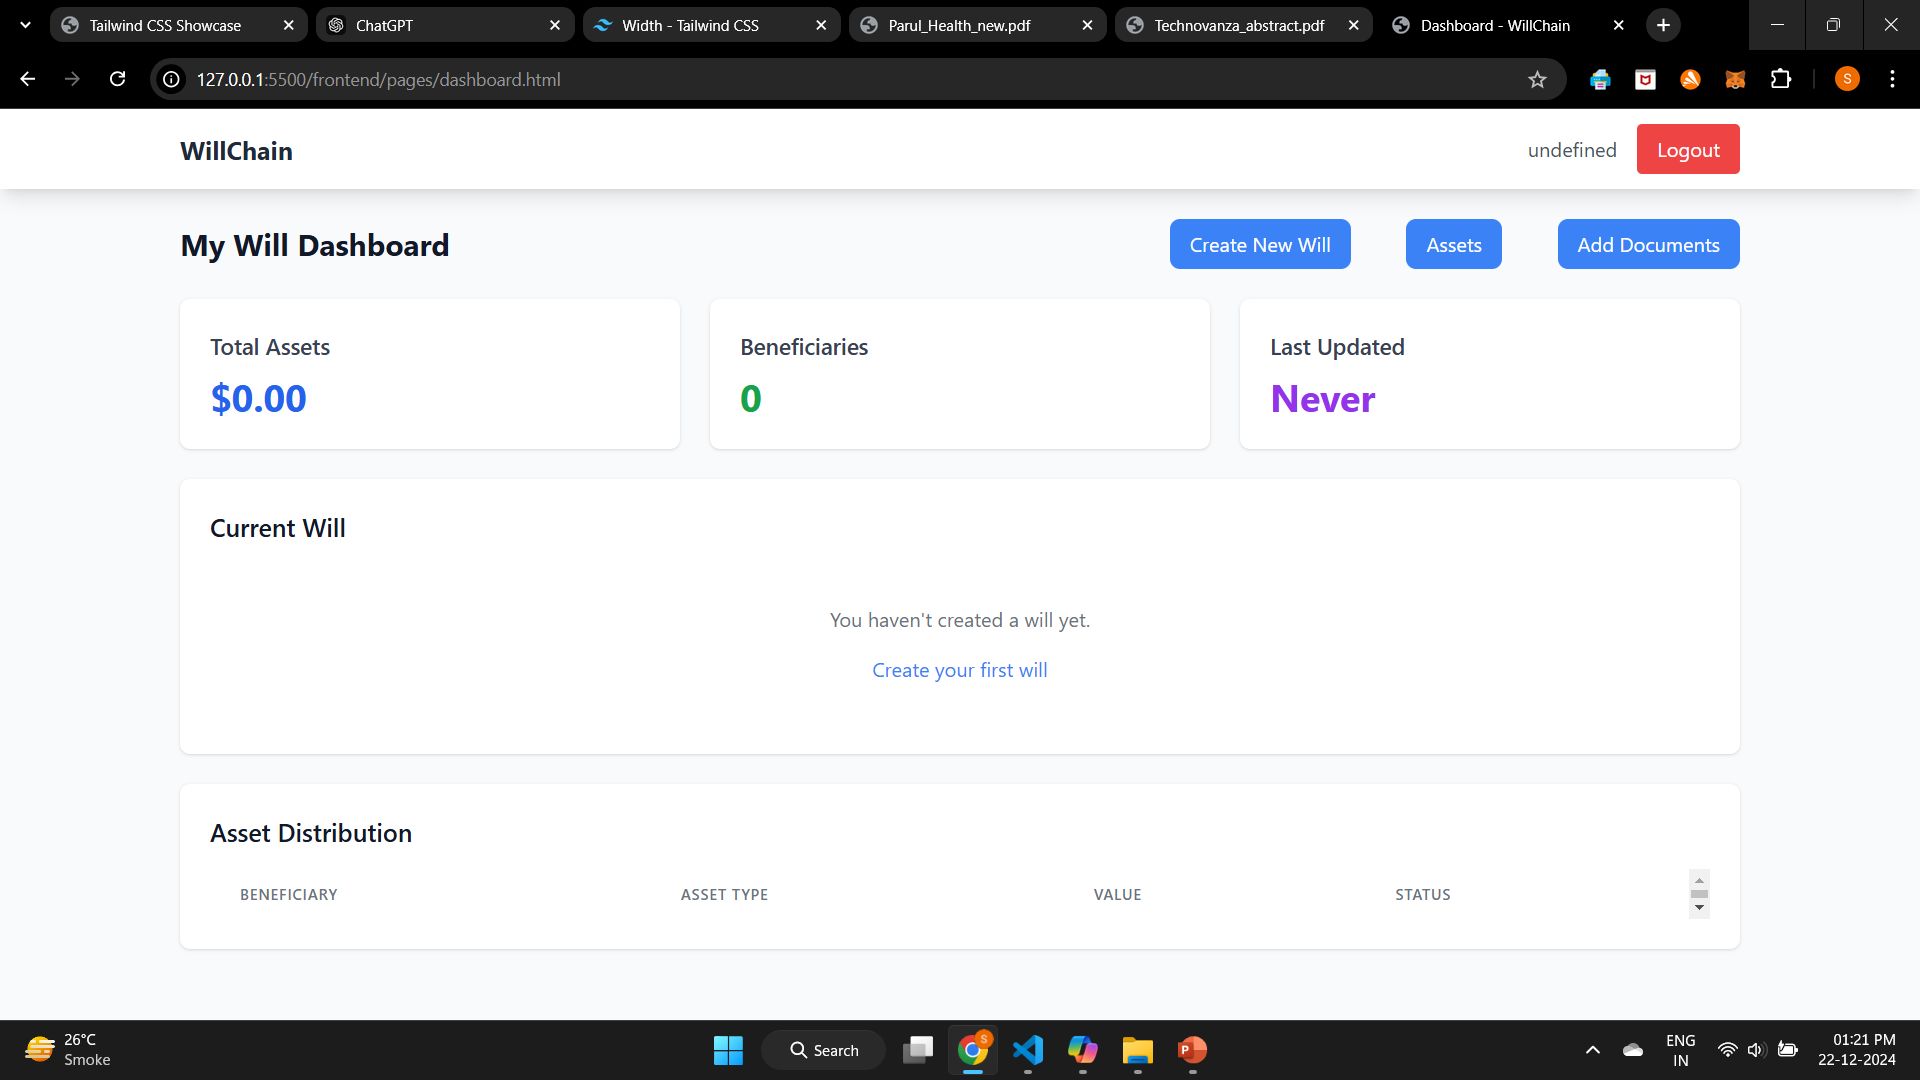 Tailwind CSS Showcase
ChatGPT
Width - Tailwind CSS
Parul_Health_new.pdf
Technovanza_abstract.pdf
Dashboard - WillChain
127.0.0.1:5500/frontend/pages/dashboard.html
S
WillChain
undefined
Logout
My Will Dashboard
Create New Will
Assets
Add Documents
Total Assets
$0.00
Beneficiaries
0
Last Updated
Never
Current Will
You haven't created a will yet.
Create your first will
Asset Distribution
BENEFICIARY
ASSET TYPE
VALUE
STATUS
26°C
Smoke
Search
S
P
ENG
IN
01:21 PM
22-12-2024